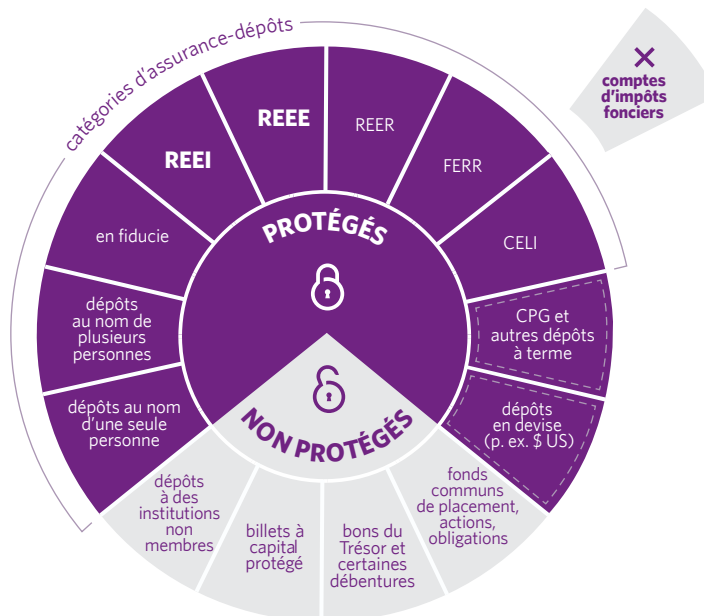 catégories d'assurance-dépôts
comptes
d'impôts
fonciers
REEI
REEE
REER
FERR
CELI
en fiducie
dépôts
au nom de
plusieurs
personnes
dépôts au nom
d'une seule
personne
PROTÉGÉS
CPG et
autres dépôts
à terme
dépôts
en devise
(p. ex. $ US)
NON PROTÉGÉS
dépôts
à des
institutions
non
membres
billets à
capital
protégé
bons du
Trésor et
certaines
débentures
fonds
communs
de placement,
actions,
obligations